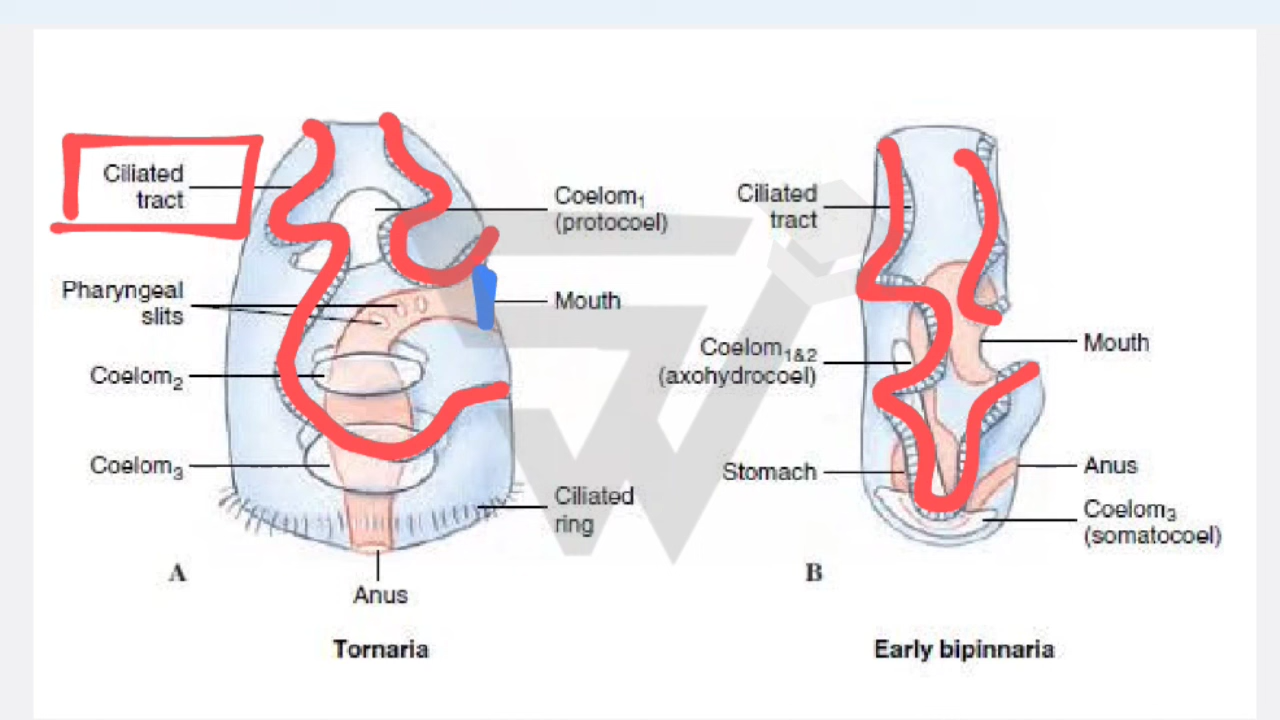 Ciliated
tract
Pharyngeal
slits
Coelom₂
Coelom₃
Coelom₁
(protocoel)
Mouth
Ciliated
ring
Anus
A
Tornaria
Ciliated
tract
Coelom₁&₂
(axohydrocoel)
Stomach
Mouth
Anus
Coelom₃
(somatocoel)
B
Early bipinnaria